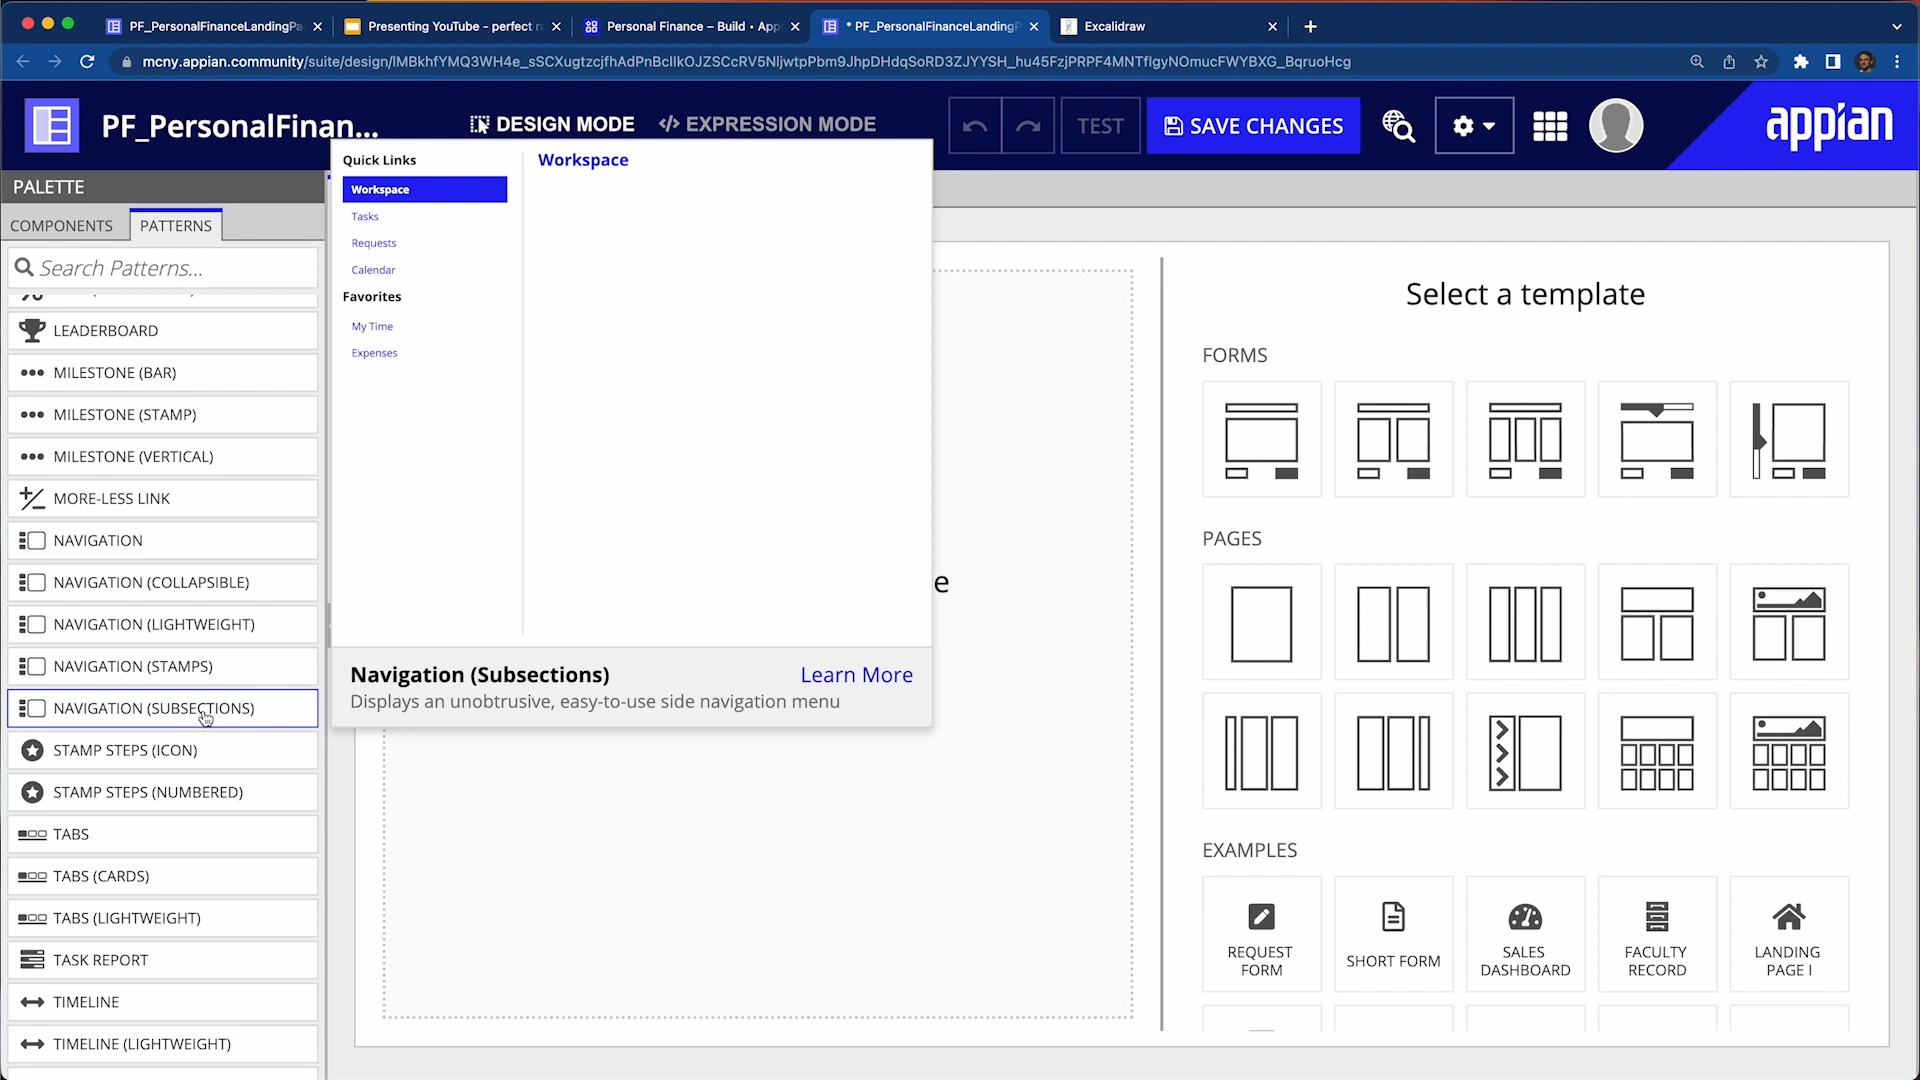 PF_PersonalFinanceLandingPa
Presenting YouTube - perfect r
Personal Finance – Build • App
* PF_PersonalFinanceLandingP
Excalidraw
mcny.appian.community/suite/design/lMBkhfYMQ3WH4e_sSCXugtzcjfhAdPnBcIlkOJZSCcRV5NljwtpPbm9JhpDHdqSoRD3ZJYYSH_hu45FzjPRPF4MNTflgyNOmucFWYBXG_BqruoHcg
PF_PersonalFinan...
DESIGN MODE
EXPRESSION MODE
TEST
SAVE CHANGES
appian
PALETTE
COMPONENTS
PATTERNS
Search Patterns...
LEADERBOARD
MILESTONE (BAR)
MILESTONE (STAMP)
MILESTONE (VERTICAL)
MORE-LESS LINK
NAVIGATION
NAVIGATION (COLLAPSIBLE)
NAVIGATION (LIGHTWEIGHT)
NAVIGATION (STAMPS)
NAVIGATION (SUBSECTIONS)
STAMP STEPS (ICON)
STAMP STEPS (NUMBERED)
TABS
TABS (CARDS)
TABS (LIGHTWEIGHT)
TASK REPORT
TIMELINE
TIMELINE (LIGHTWEIGHT)
Quick Links
Workspace
Tasks
Requests
Calendar
Favorites
My Time
Expenses
Workspace
Navigation (Subsections)
Learn More
Displays an unobtrusive, easy-to-use side navigation menu
e
Select a template
FORMS
PAGES
EXAMPLES
REQUEST
FORM
SHORT FORM
SALES
DASHBOARD
FACULTY
RECORD
LANDING
PAGE I